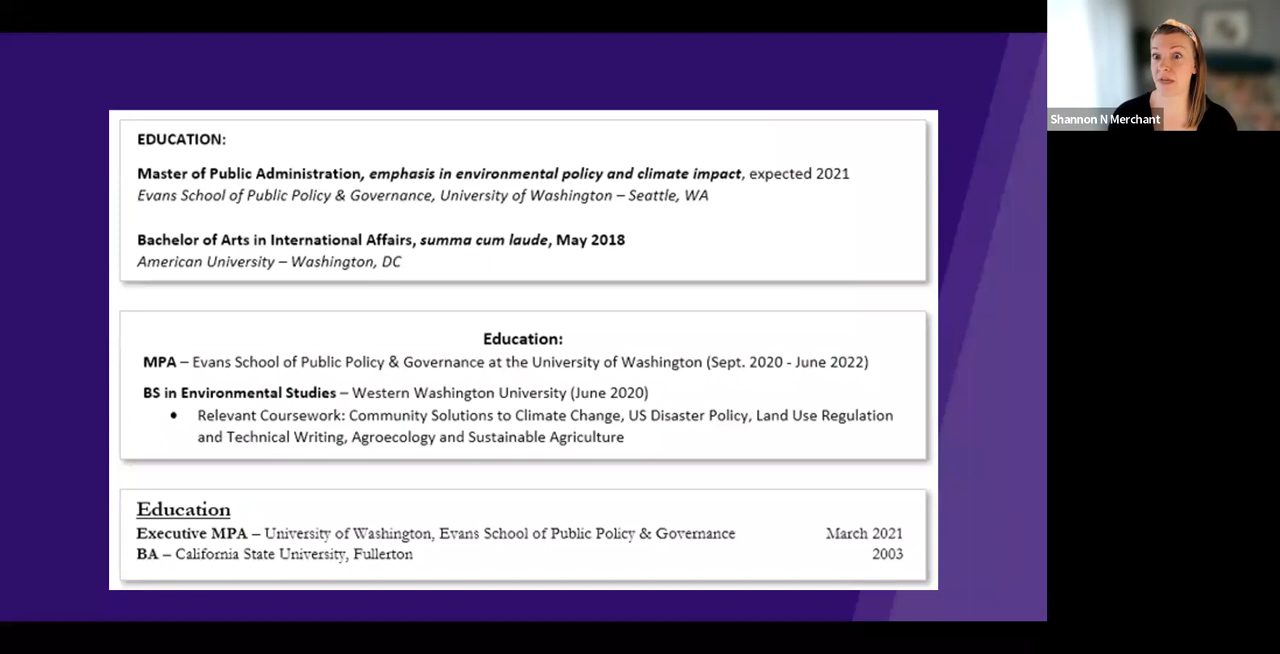 EDUCATION:
Master of Public Administration, emphasis in environmental policy and climate impact, expected 2021
Evans School of Public Policy & Governance, University of Washington – Seattle, WA
Bachelor of Arts in International Affairs, summa cum laude, May 2018
American University – Washington, DC
Education:
MPA – Evans School of Public Policy & Governance at the University of Washington (Sept. 2020 - June 2022)
BS in Environmental Studies – Western Washington University (June 2020)
• Relevant Coursework: Community Solutions to Climate Change, US Disaster Policy, Land Use Regulation
and Technical Writing, Agroecology and Sustainable Agriculture
Education
Executive MPA – University of Washington, Evans School of Public Policy & Governance March 2021
BA – California State University, Fullerton 2003
Shannon N Merchant